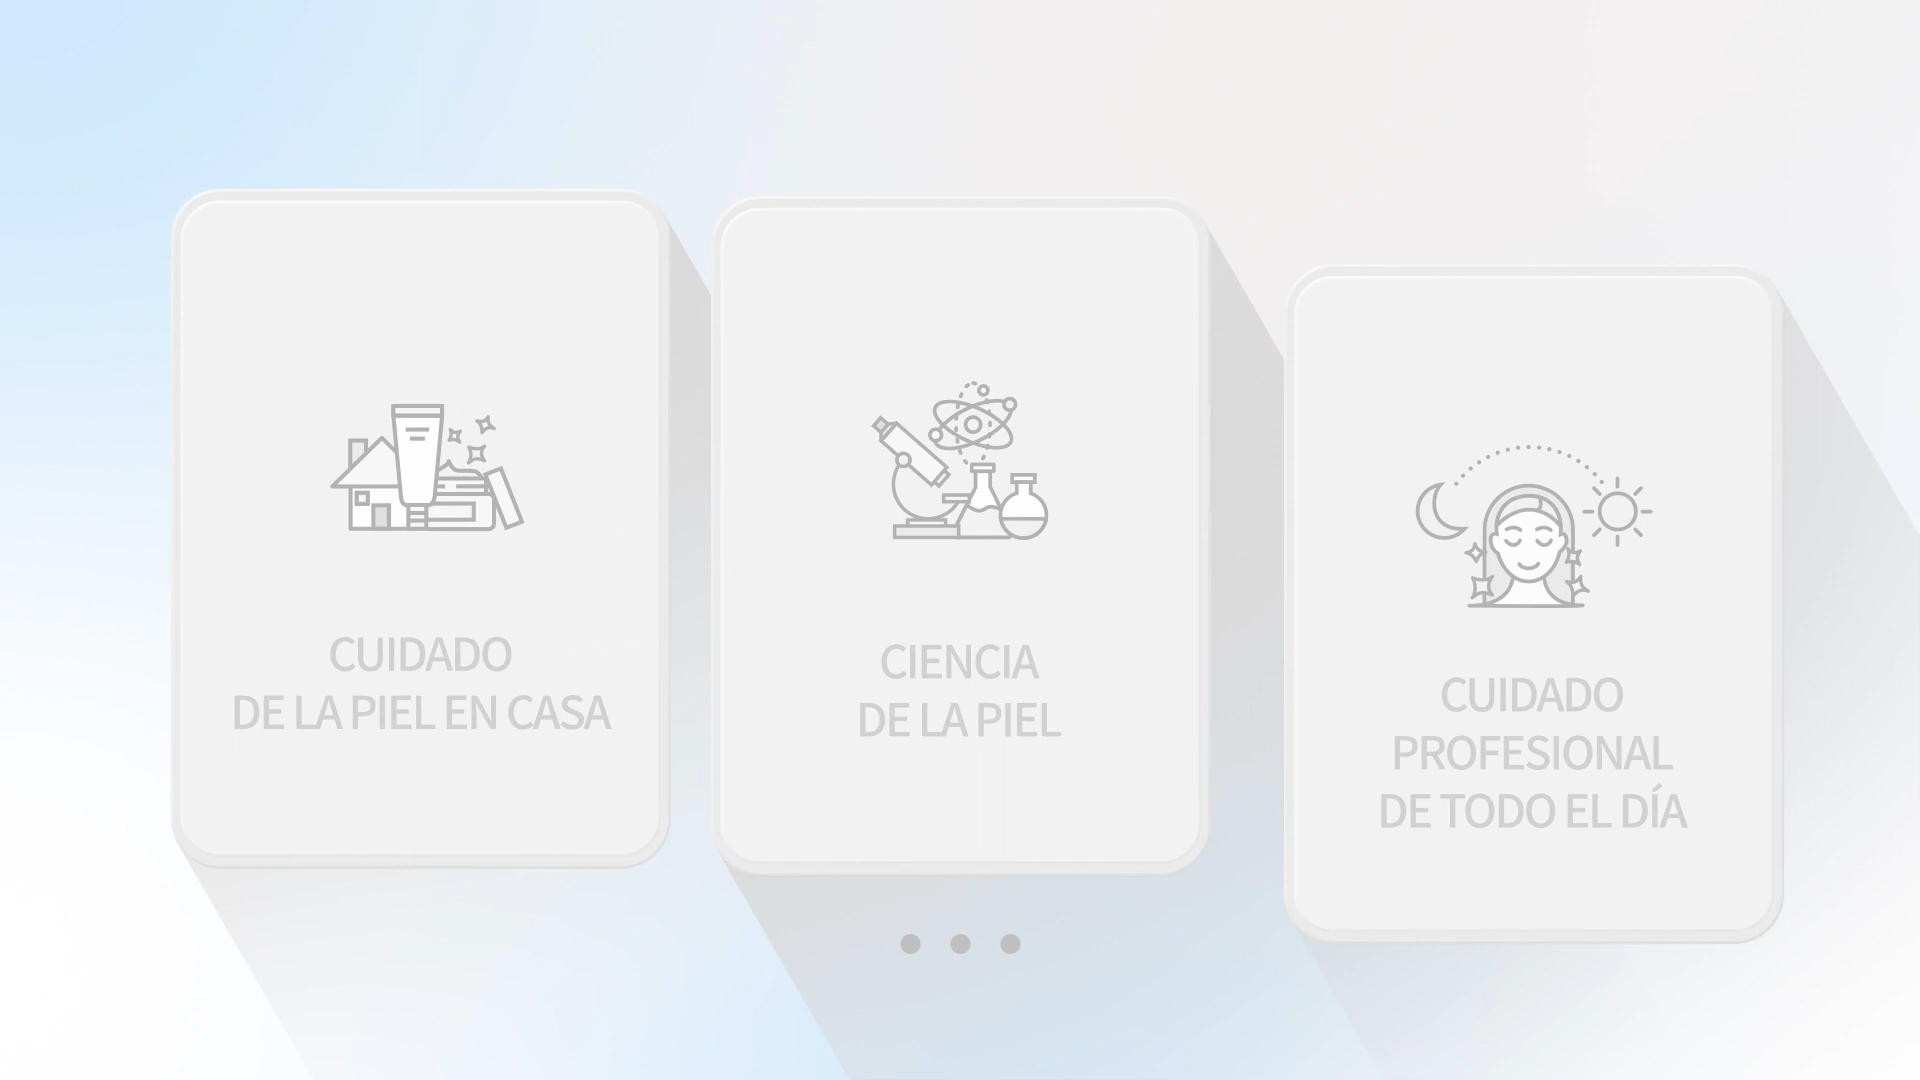 CUIDADO
DE LA PIEL EN CASA
CIENCIA
DE LA PIEL
CUIDADO
PROFESIONAL
DE TODO EL DÍA